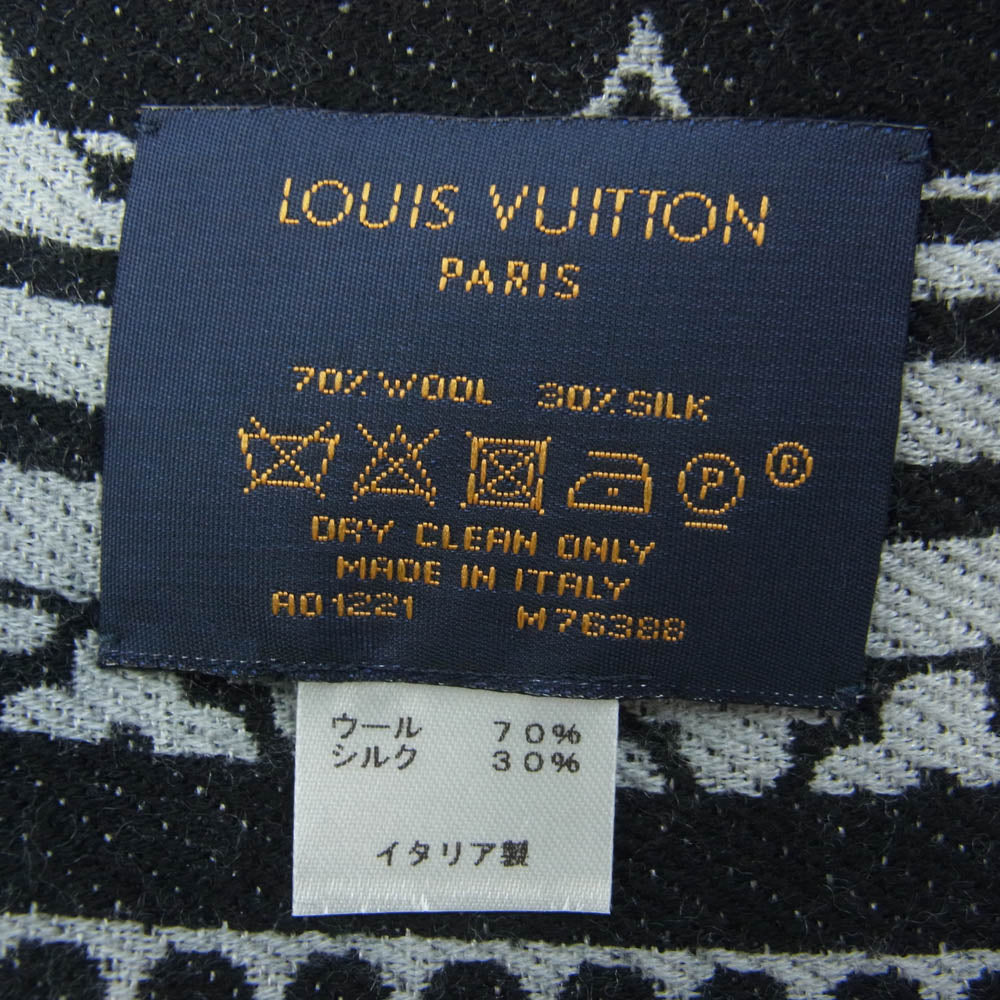 LOUIS VUITTON
PARIS
70% WOOL 30% SILK
P ®
DRY CLEAN ONLY
MADE IN ITALY
AO1221 M76388
ウール 70%
シルク 30%
イタリア製